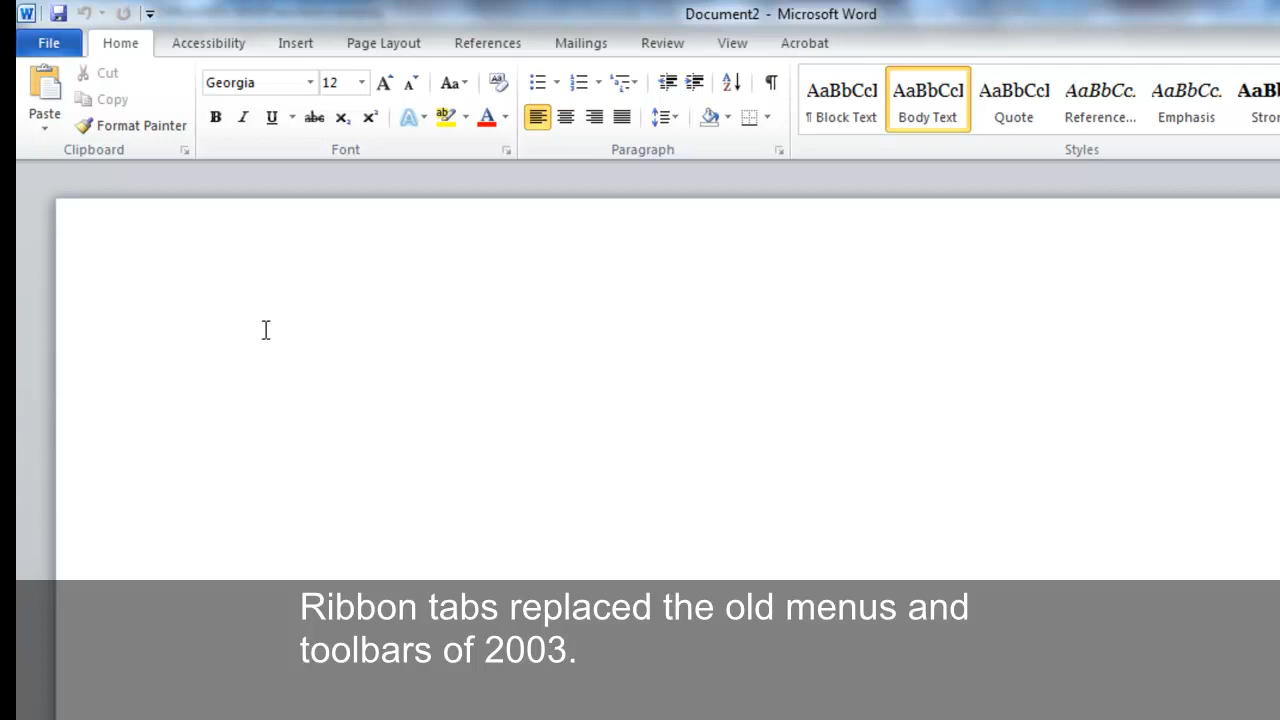 Document2 - Microsoft Word
File Home Accessibility Insert Page Layout References Mailings Review View Acrobat
Paste
Cut
Copy
Format Painter
Clipboard
Georgia 12
Font
Paragraph
AaBbCcI AaBbCcI AaBbCcI AaBbCc. AaBbCc. AaBb
¶ Block Text Body Text Quote Reference... Emphasis Stron
Styles
Ribbon tabs replaced the old menus and
toolbars of 2003.